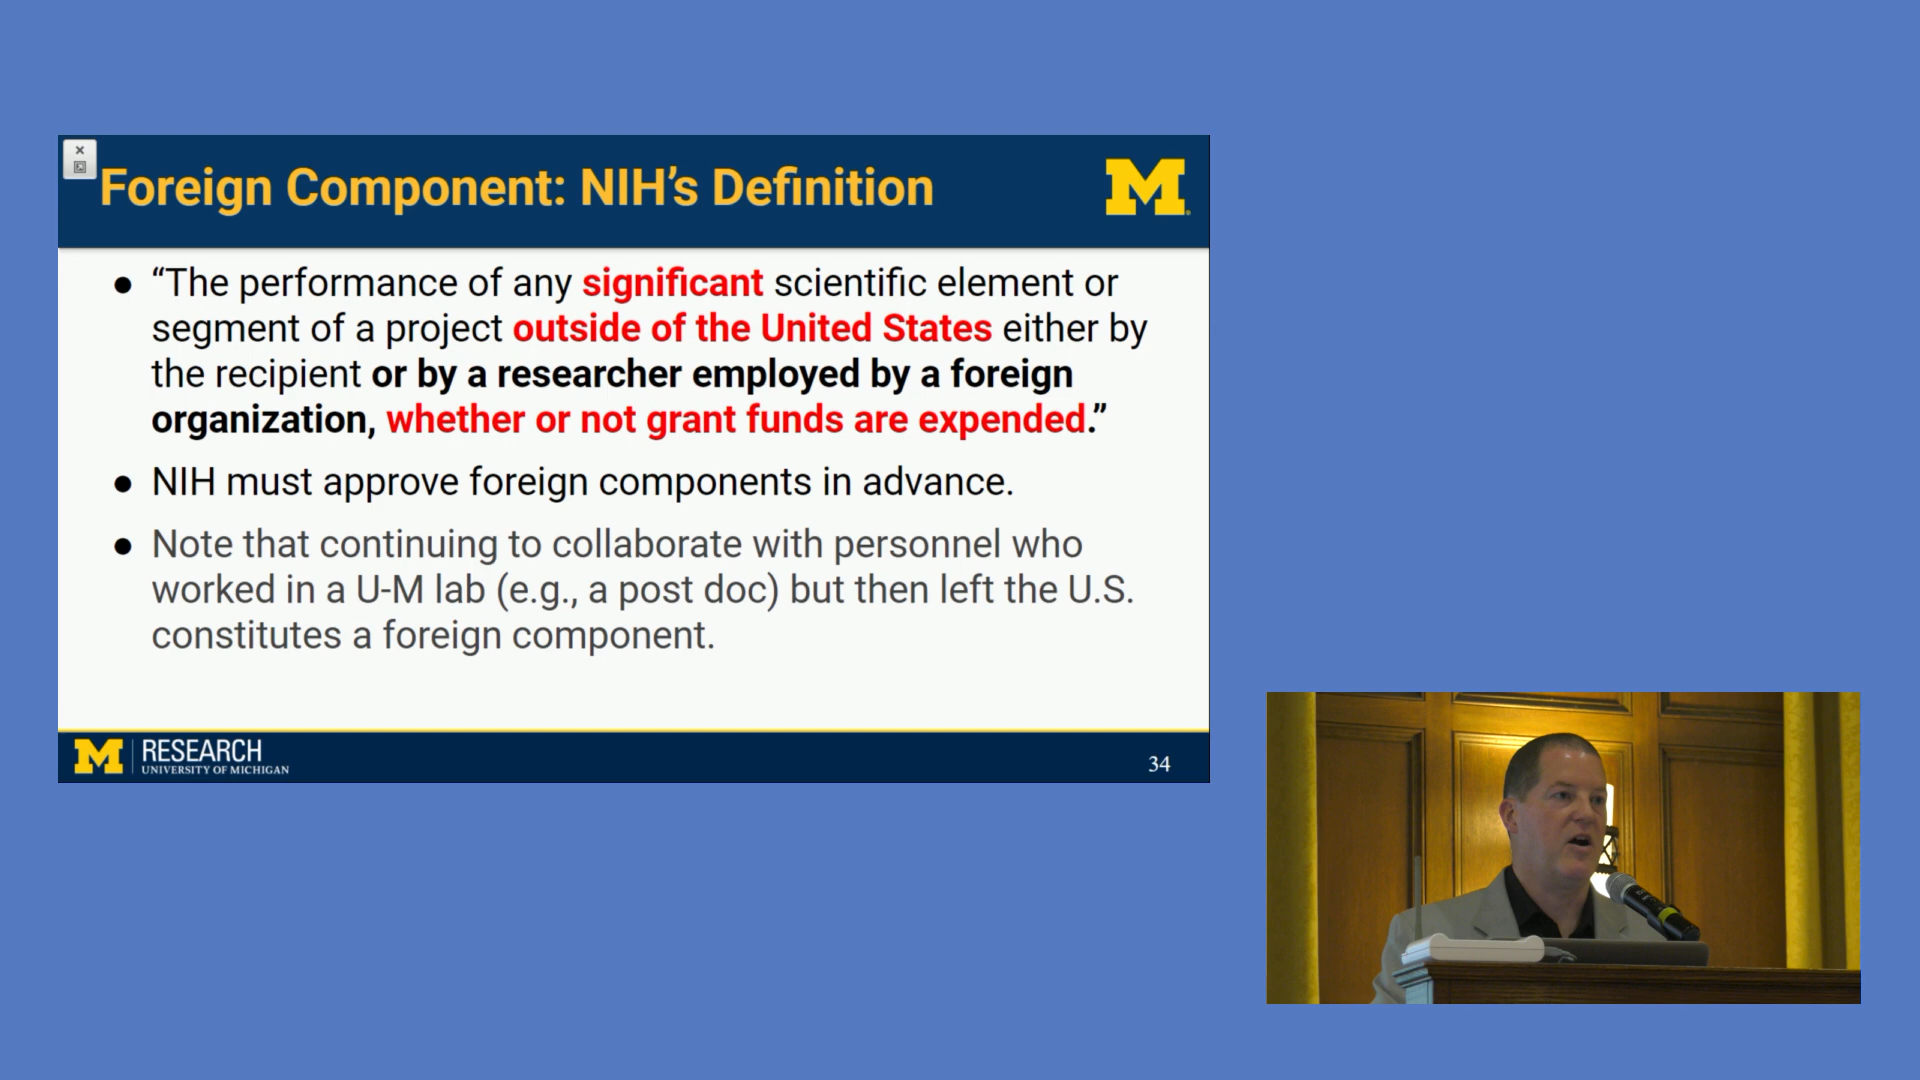 Foreign Component: NIH’s Definition
M
● “The performance of any significant scientific element or
segment of a project outside of the United States either by
the recipient or by a researcher employed by a foreign
organization, whether or not grant funds are expended.”
● NIH must approve foreign components in advance.
● Note that continuing to collaborate with personnel who
worked in a U-M lab (e.g., a post doc) but then left the U.S.
constitutes a foreign component.
M RESEARCH
UNIVERSITY OF MICHIGAN
34